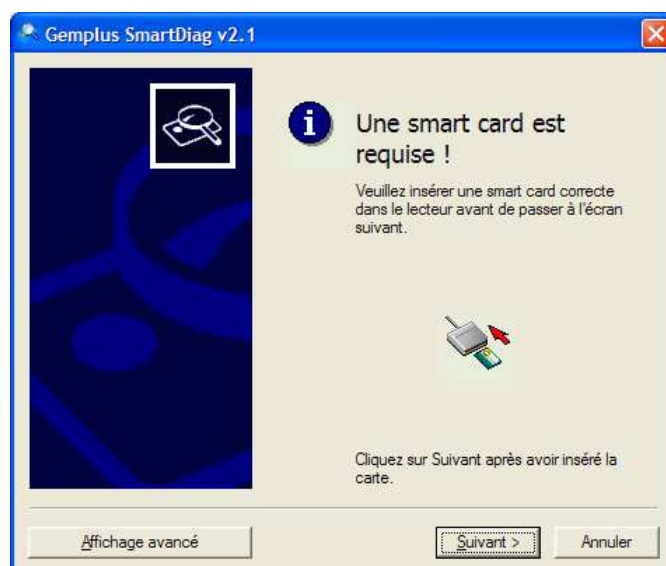 Gemplus SmartDiag v2.1
Une smart card est
requise !
Veuillez insérer une smart card correcte
dans le lecteur avant de passer à l'écran
suivant.
Cliquez sur Suivant après avoir inséré la
carte.
Affichage avancé
Suivant >
Annuler